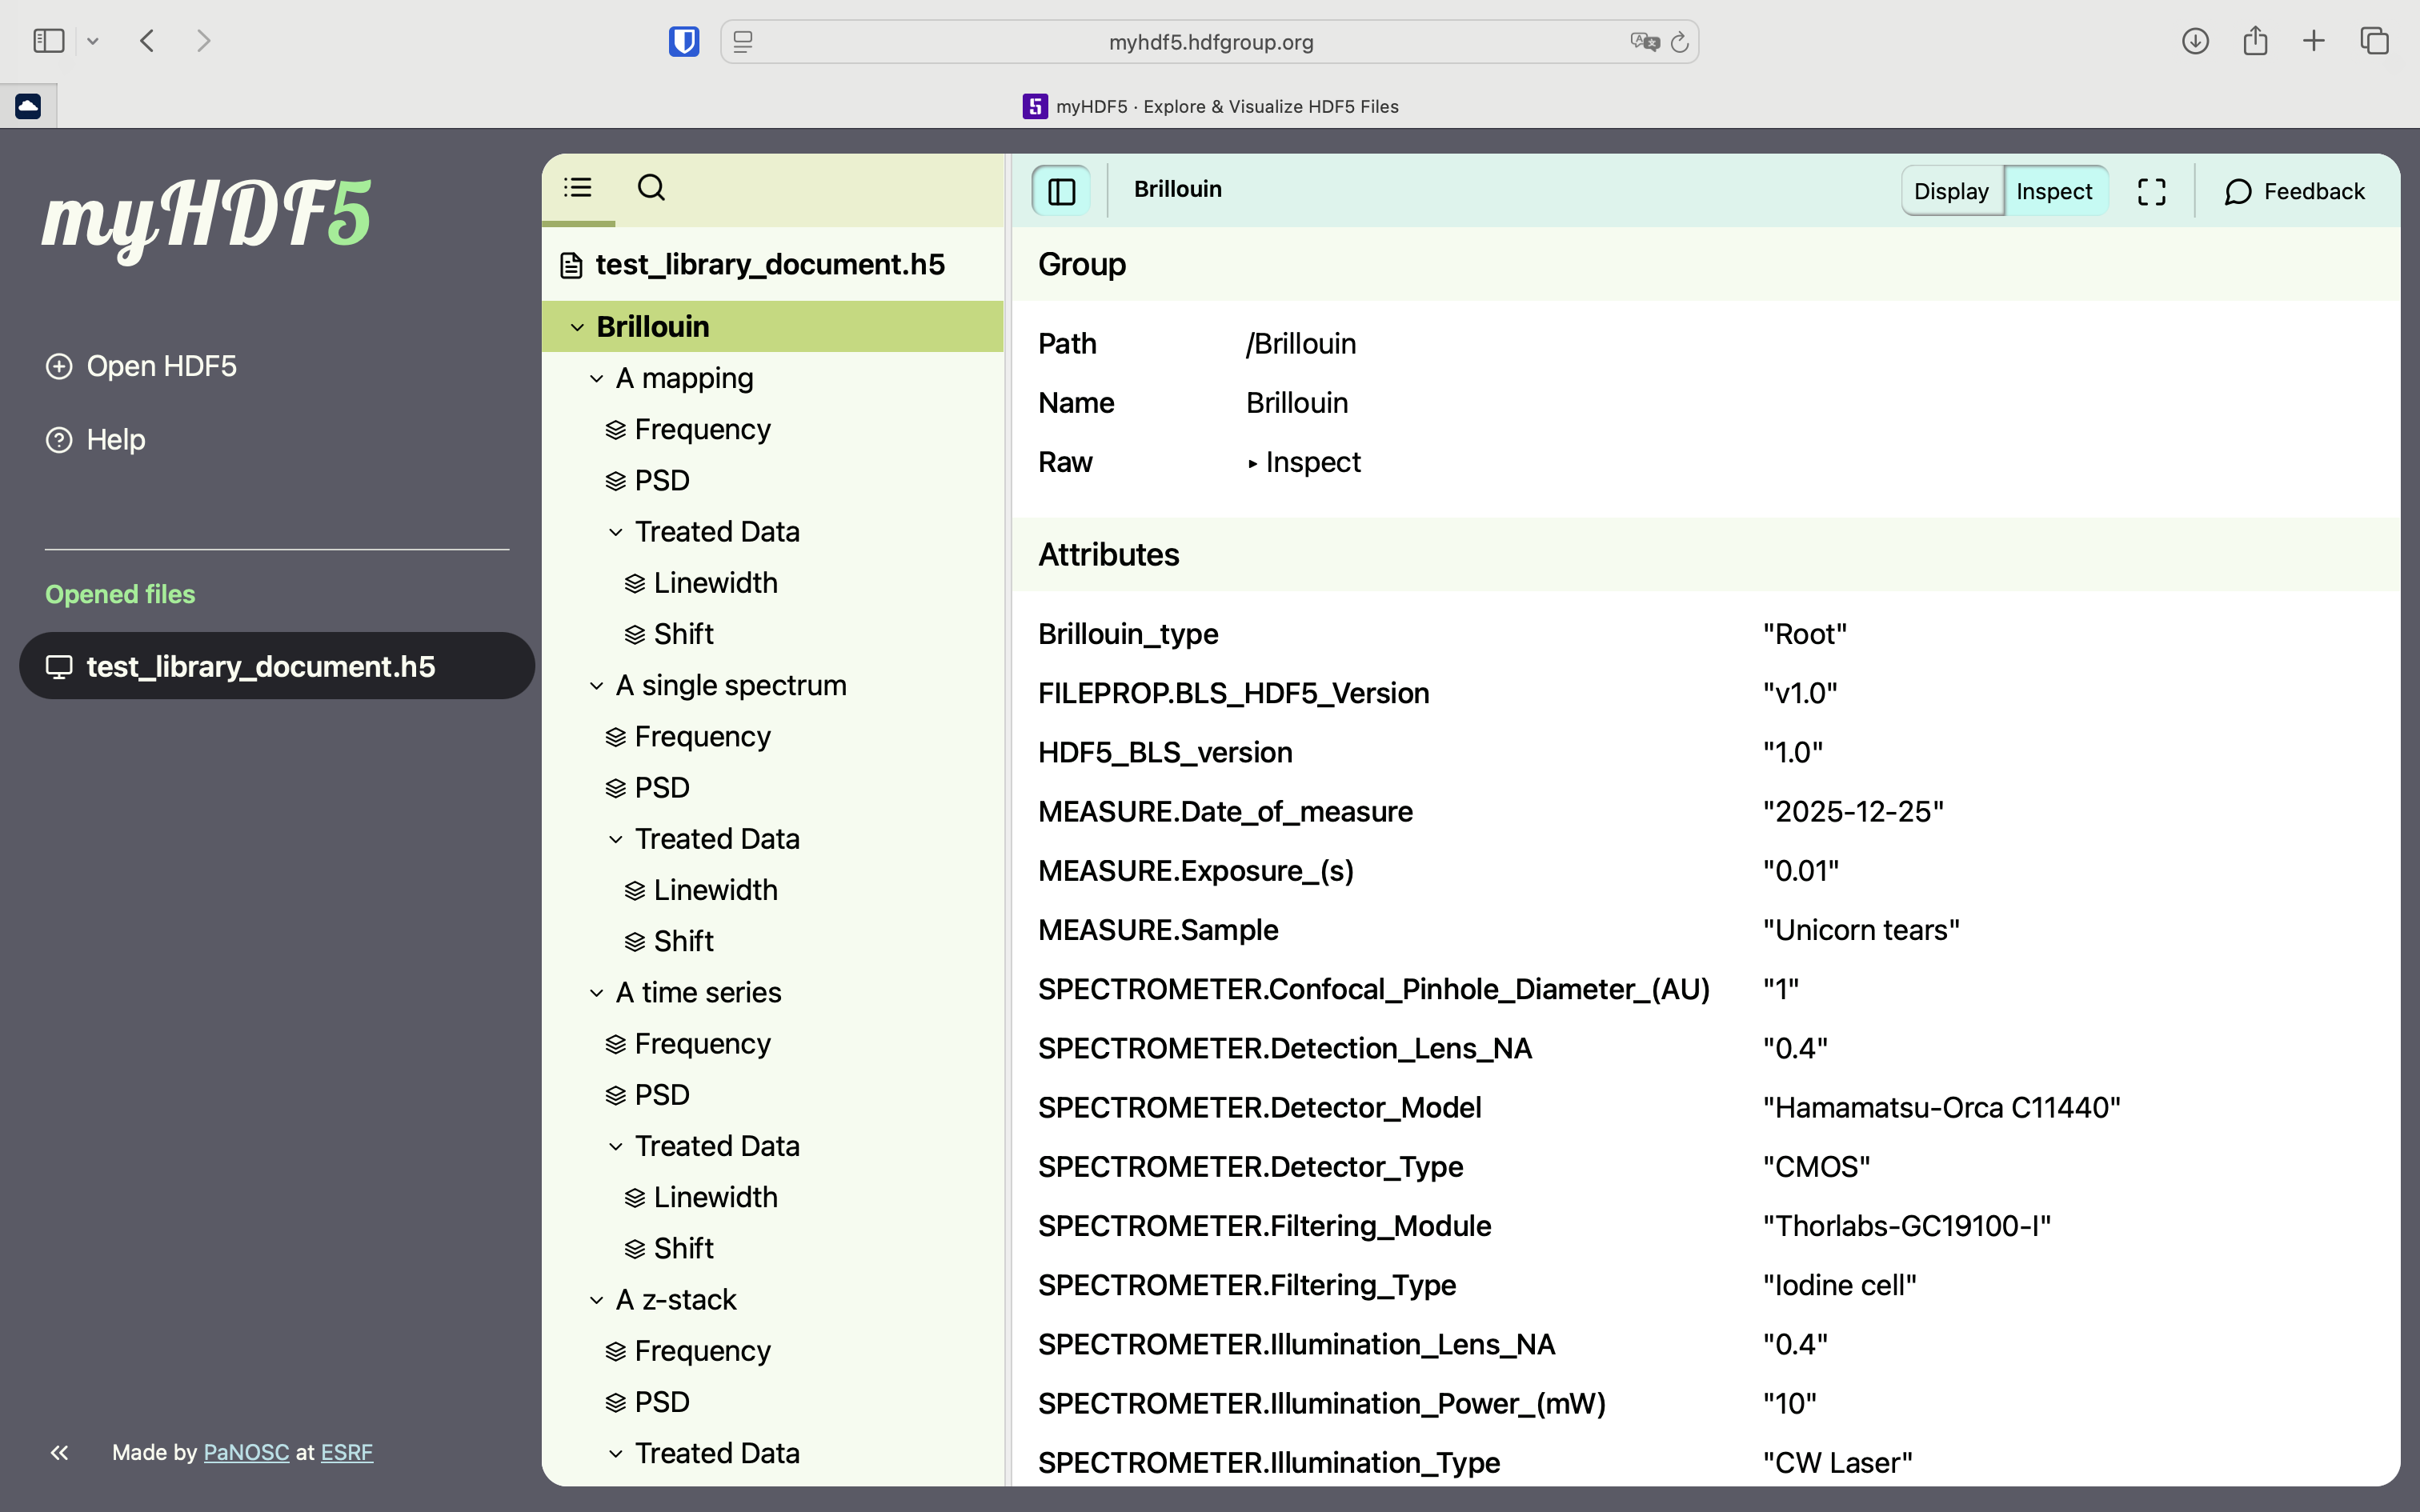 myhdf5.hdfgroup.org
myHDF5 · Explore & Visualize HDF5 Files
myHDF5
Open HDF5
Help
Opened files
test_library_document.h5
Made by PaNOSC at ESRF
test_library_document.h5
Brillouin
A mapping
Frequency
PSD
Treated Data
Linewidth
Shift
A single spectrum
Frequency
PSD
Treated Data
Linewidth
Shift
A time series
Frequency
PSD
Treated Data
Linewidth
Shift
A z-stack
Frequency
PSD
Treated Data
Brillouin
Display
Inspect
Feedback
Group
Path /Brillouin
Name Brillouin
Raw Inspect
Attributes
Brillouin_type "Root"
FILEPROP.BLS_HDF5_Version "v1.0"
HDF5_BLS_version "1.0"
MEASURE.Date_of_measure "2025-12-25"
MEASURE.Exposure_(s) "0.01"
MEASURE.Sample "Unicorn tears"
SPECTROMETER.Confocal_Pinhole_Diameter_(AU) "1"
SPECTROMETER.Detection_Lens_NA "0.4"
SPECTROMETER.Detector_Model "Hamamatsu-Orca C11440"
SPECTROMETER.Detector_Type "CMOS"
SPECTROMETER.Filtering_Module "Thorlabs-GC19100-I"
SPECTROMETER.Filtering_Type "Iodine cell"
SPECTROMETER.Illumination_Lens_NA "0.4"
SPECTROMETER.Illumination_Power_(mW) "10"
SPECTROMETER.Illumination_Type "CW Laser"